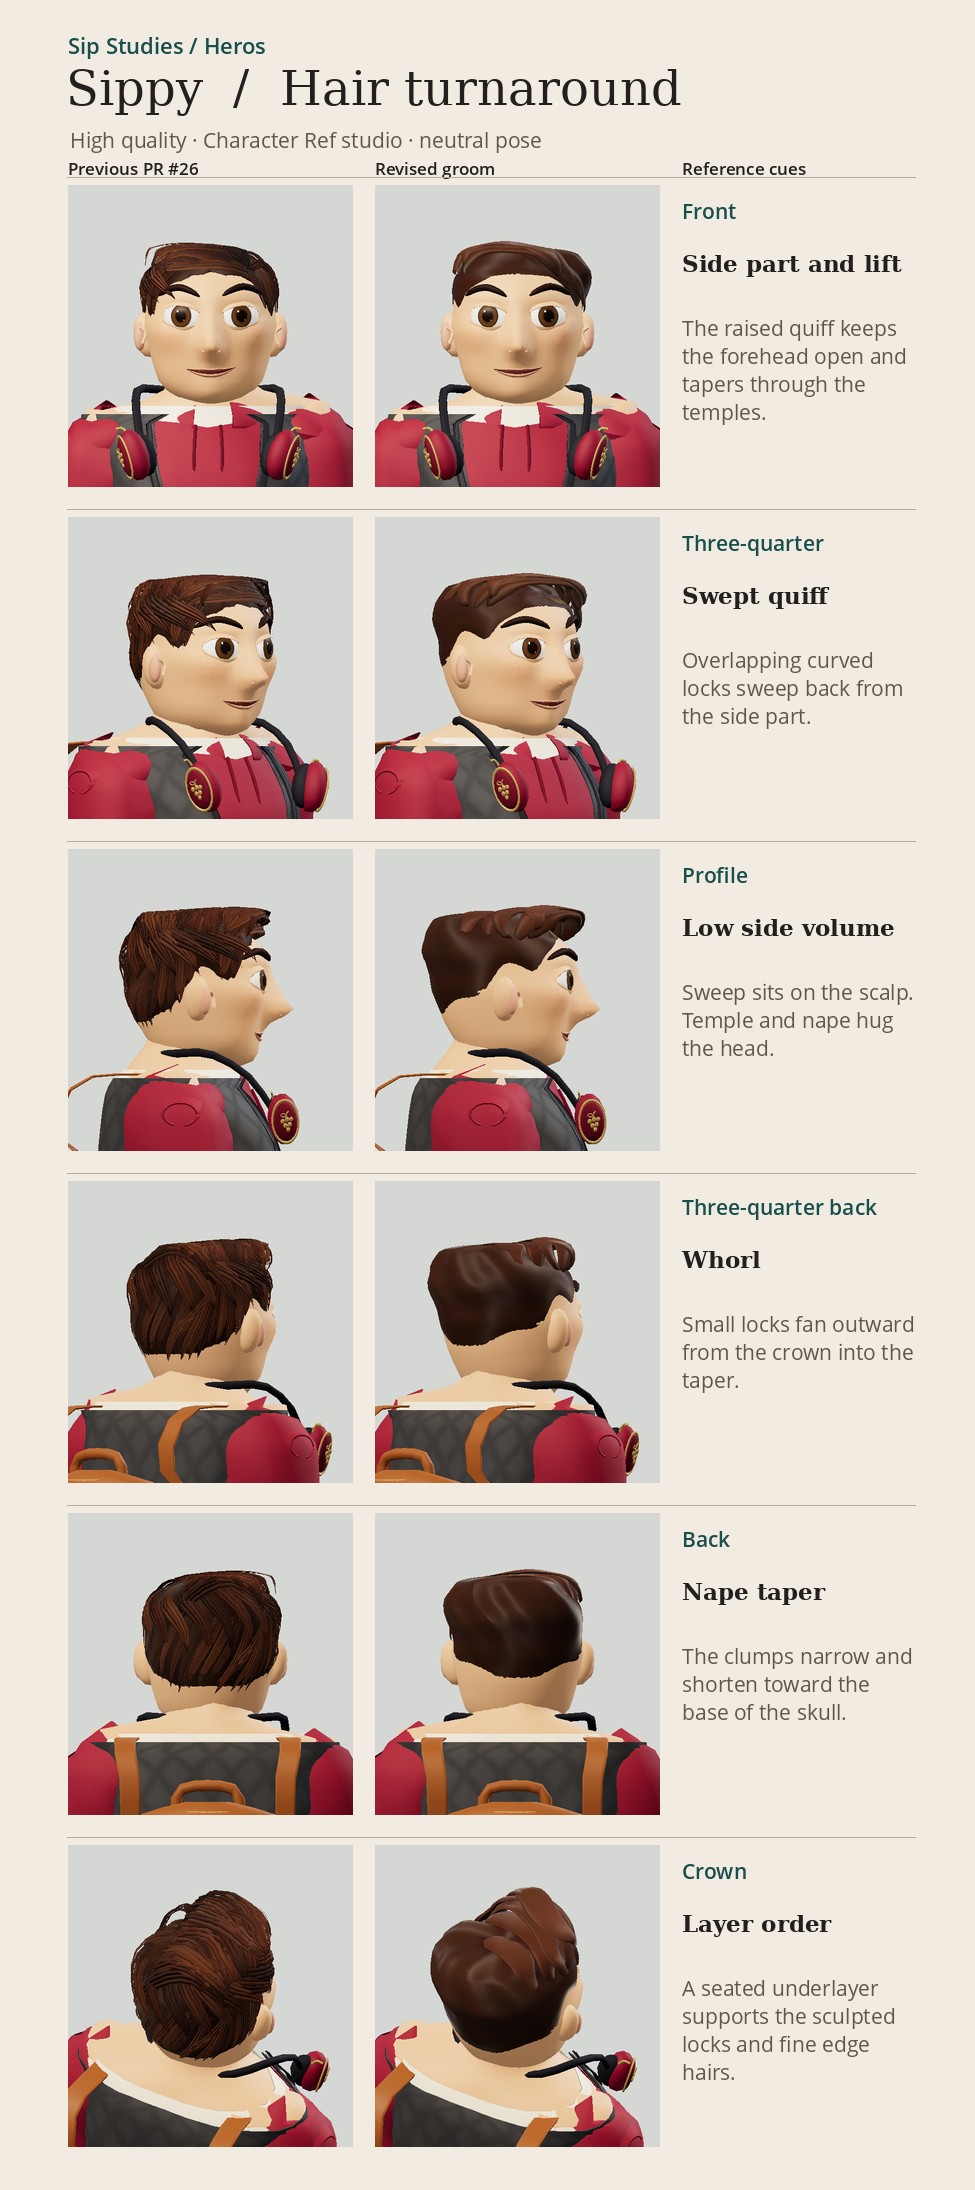 Sip Studies / Heros
Sippy / Hair turnaround
High quality · Character Ref studio · neutral pose
Previous PR #26
Revised groom
Reference cues
Front
Side part and lift
The raised quiff keeps
the forehead open and
tapers through the
temples.
Three-quarter
Swept quiff
Overlapping curved
locks sweep back from
the side part.
Profile
Low side volume
Sweep sits on the scalp.
Temple and nape hug
the head.
Three-quarter back
Whorl
Small locks fan outward
from the crown into the
taper.
Back
Nape taper
The clumps narrow and
shorten toward the
base of the skull.
Crown
Layer order
A seated underlayer
supports the sculpted
locks and fine edge
hairs.